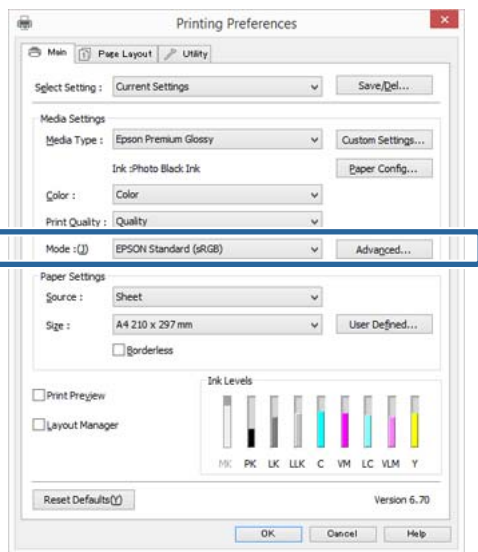 Printing Preferences
Main Page Layout Utility
Select Setting : Current Settings Save/Del...
Media Settings
Media Type : Epson Premium Glossy Custom Settings...
Ink :Photo Black Ink Paper Config...
Color : Color
Print Quality : Quality
Mode :(J) EPSON Standard (sRGB) Advanced...
Paper Settings
Source : Sheet
Size : A4 210 x 297 mm User Defined...
Borderless
Ink Levels
Print Preview
Layout Manager
MK PK LK LLK C VM LC VLM Y
Reset Defaults(Y) Version 6.70
OK Cancel Help